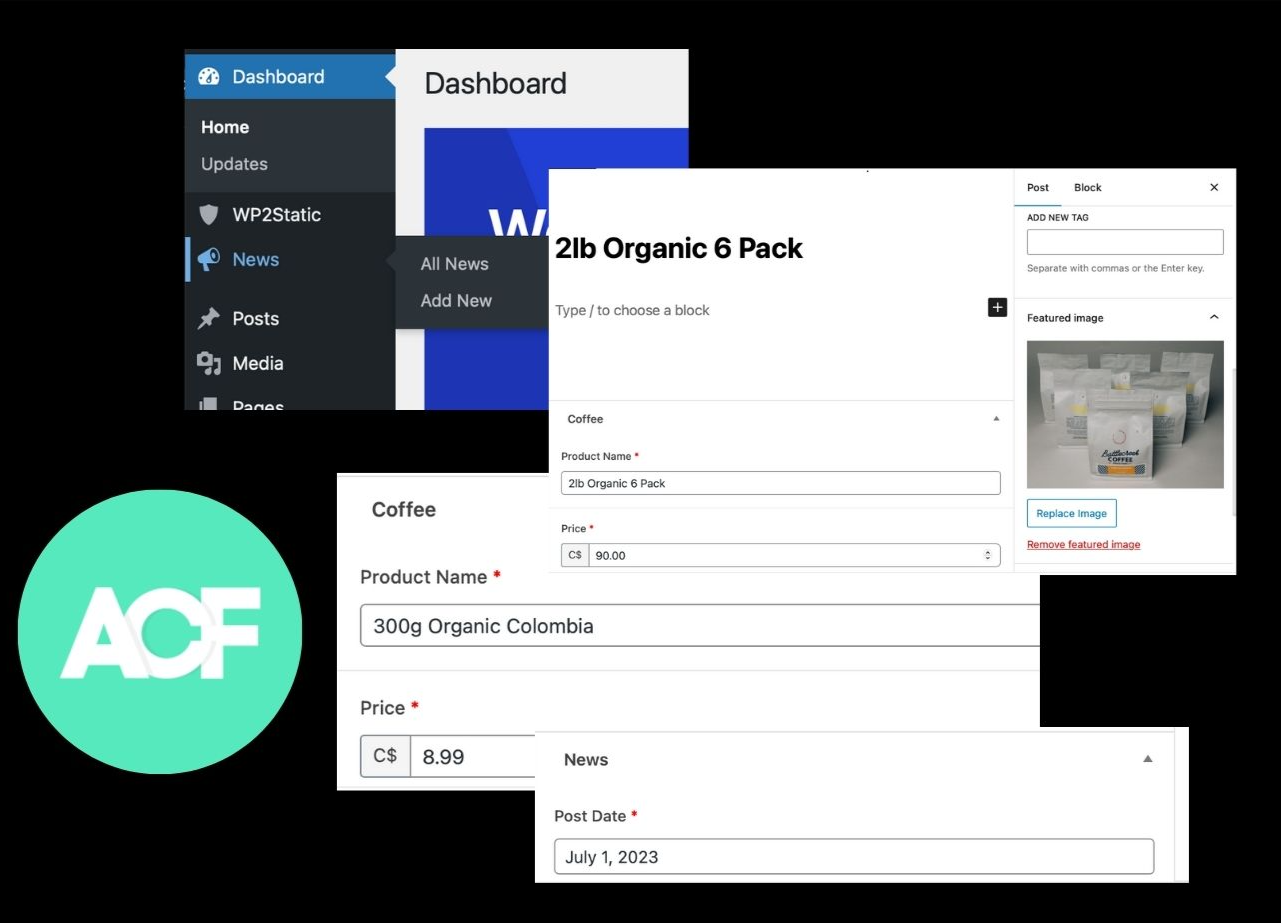 Dashboard
Home
Updates
WP2Static
News
Posts
Media
Pages
Dashboard
All News
Add New
2lb Organic 6 Pack
Type / to choose a block
Coffee
Product Name *
2lb Organic 6 Pack
Price *
C$ 90.00
Post Block
ADD NEW TAG
Separate with commas or the Enter key.
Featured image
COFFEE
Replace Image
Remove featured image
ACF
Coffee
Product Name *
300g Organic Colombia
Price *
C$ 8.99
News
Post Date *
July 1, 2023